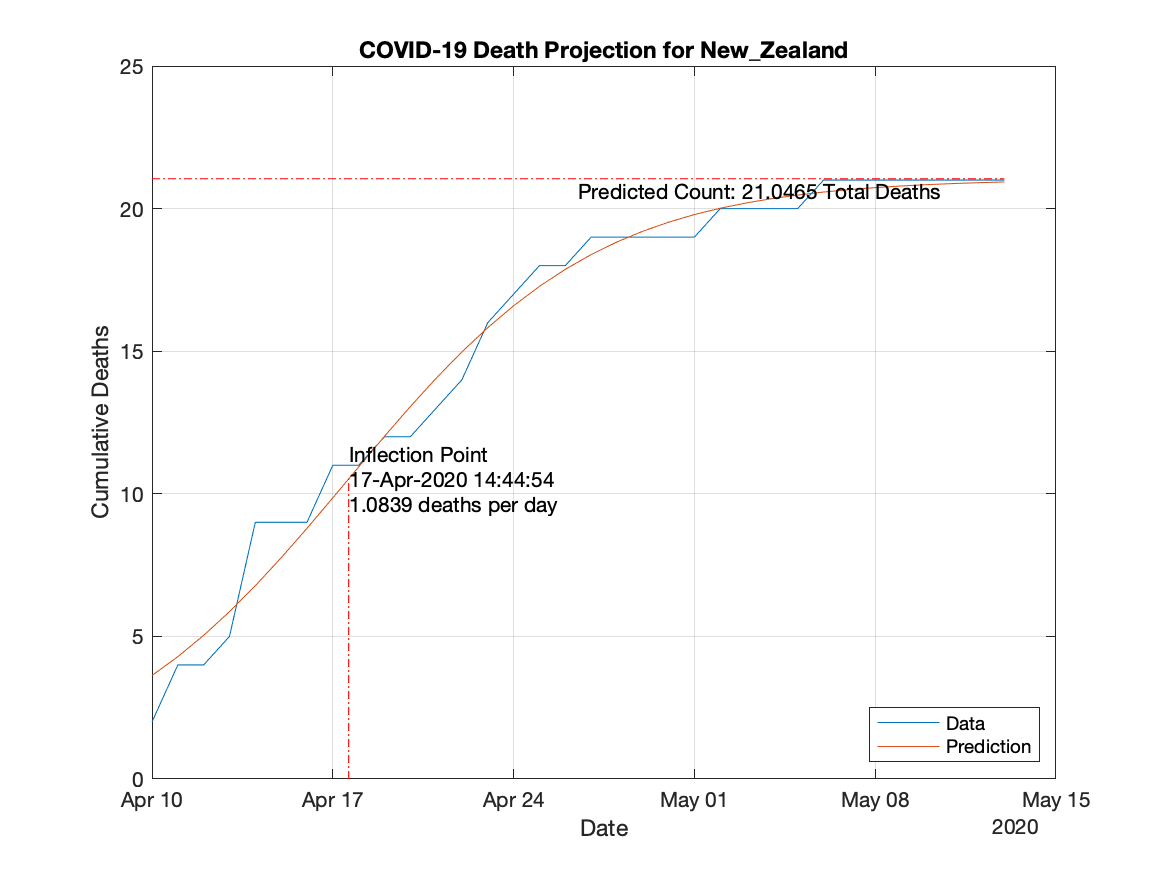 COVID-19 Death Projection for New_Zealand
25
20
15
10
5
0
Cumulative Deaths
Predicted Count: 21.0465 Total Deaths
Inflection Point
17-Apr-2020 14:44:54
1.0839 deaths per day
Data
Prediction
Apr 10
Apr 17
Apr 24
May 01
May 08
May 15
Date
2020